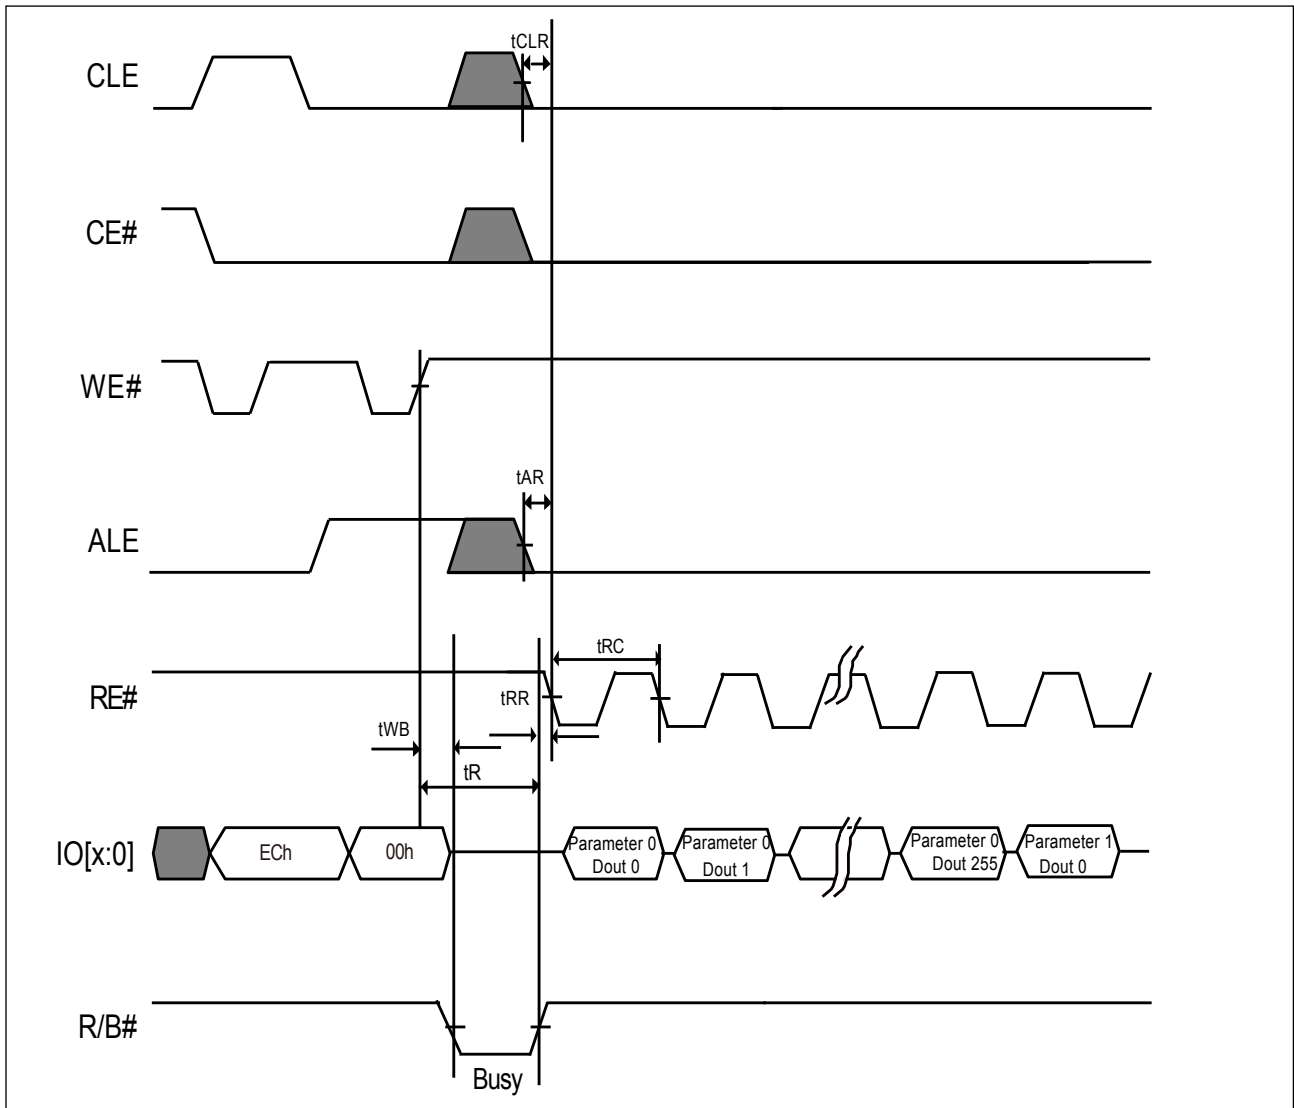 tCLR
CLE
CE#
WE#
tAR
ALE
tRC
RE#
tRR
tWB
tR
IO[x:0]
ECh
00h
Parameter 0
Dout 0
Parameter 0
Dout 1
Parameter 0
Dout 255
Parameter 1
Dout 0
R/B#
Busy